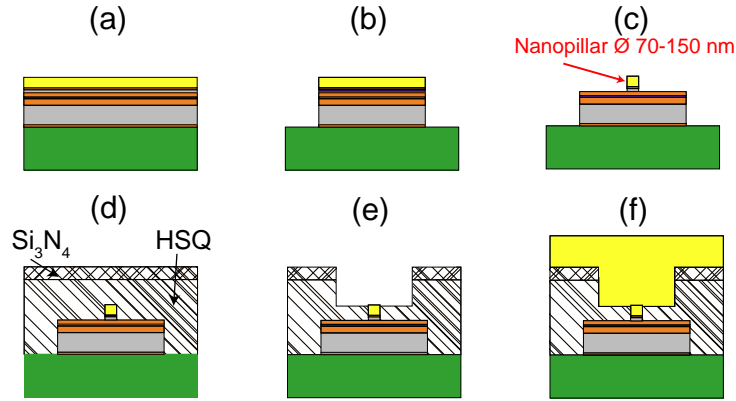 (a) (b) (c)
Nanopillar Ø 70-150 nm
(d) (e) (f)
Si₃N₄ HSQ